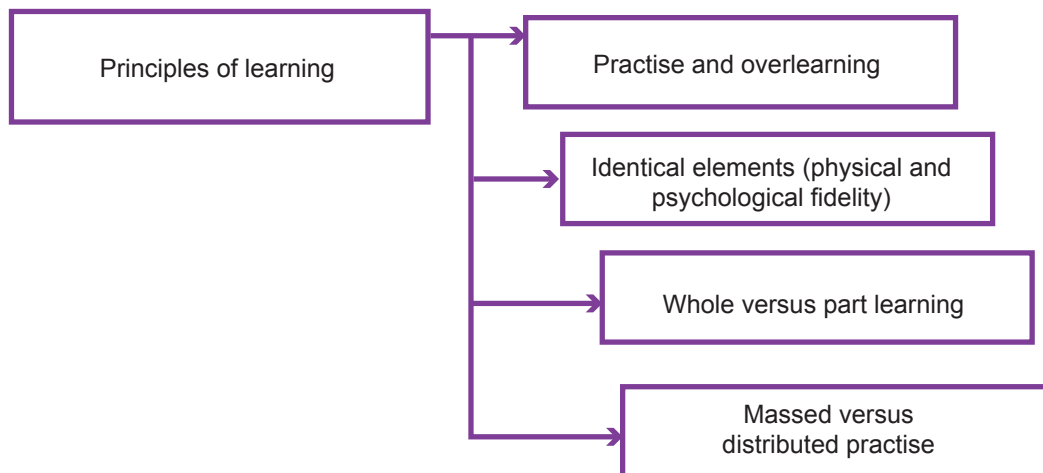 Principles of learning
Practise and overlearning
Identical elements (physical and
psychological fidelity)
Whole versus part learning
Massed versus
distributed practise